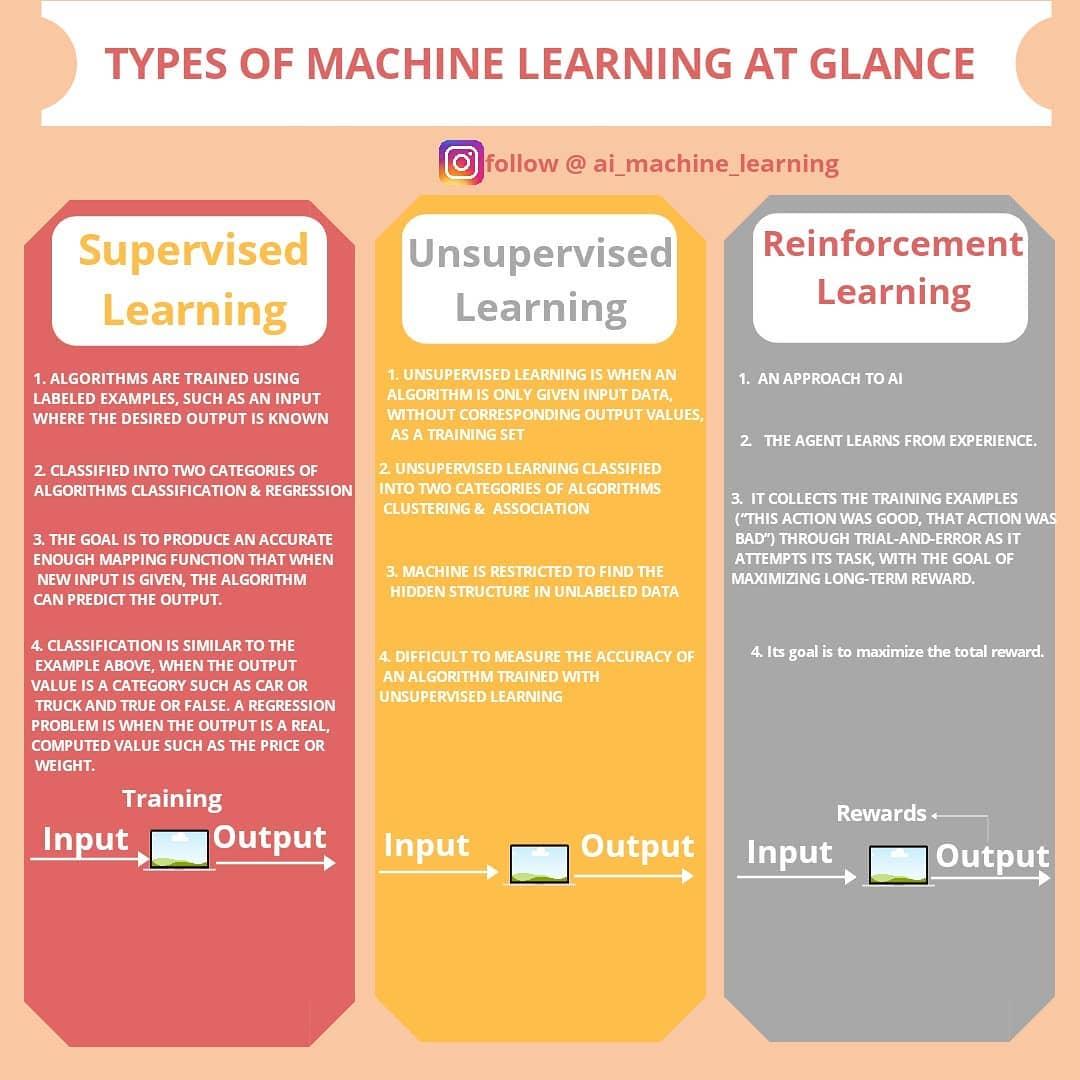 TYPES OF MACHINE LEARNING AT GLANCE
follow @ ai_machine_learning
Supervised
Learning
1. ALGORITHMS ARE TRAINED USING
LABELED EXAMPLES, SUCH AS AN INPUT
WHERE THE DESIRED OUTPUT IS KNOWN
2. CLASSIFIED INTO TWO CATEGORIES OF
ALGORITHMS CLASSIFICATION & REGRESSION
3. THE GOAL IS TO PRODUCE AN ACCURATE
ENOUGH MAPPING FUNCTION THAT WHEN
NEW INPUT IS GIVEN, THE ALGORITHM
CAN PREDICT THE OUTPUT.
4. CLASSIFICATION IS SIMILAR TO THE
EXAMPLE ABOVE, WHEN THE OUTPUT
VALUE IS A CATEGORY SUCH AS CAR OR
TRUCK AND TRUE OR FALSE. A REGRESSION
PROBLEM IS WHEN THE OUTPUT IS A REAL,
COMPUTED VALUE SUCH AS THE PRICE OR
WEIGHT.
Training
Input Output
Unsupervised
Learning
1. UNSUPERVISED LEARNING IS WHEN AN
ALGORITHM IS ONLY GIVEN INPUT DATA,
WITHOUT CORRESPONDING OUTPUT VALUES,
AS A TRAINING SET
2. UNSUPERVISED LEARNING CLASSIFIED
INTO TWO CATEGORIES OF ALGORITHMS
CLUSTERING & ASSOCIATION
3. MACHINE IS RESTRICTED TO FIND THE
HIDDEN STRUCTURE IN UNLABELED DATA
4. DIFFICULT TO MEASURE THE ACCURACY OF
AN ALGORITHM TRAINED WITH
UNSUPERVISED LEARNING
Input Output
Reinforcement
Learning
1. AN APPROACH TO AI
2. THE AGENT LEARNS FROM EXPERIENCE.
3. IT COLLECTS THE TRAINING EXAMPLES
(“THIS ACTION WAS GOOD, THAT ACTION WAS
BAD”) THROUGH TRIAL-AND-ERROR AS IT
ATTEMPTS ITS TASK, WITH THE GOAL OF
MAXIMIZING LONG-TERM REWARD.
4. Its goal is to maximize the total reward.
Rewards
Input Output